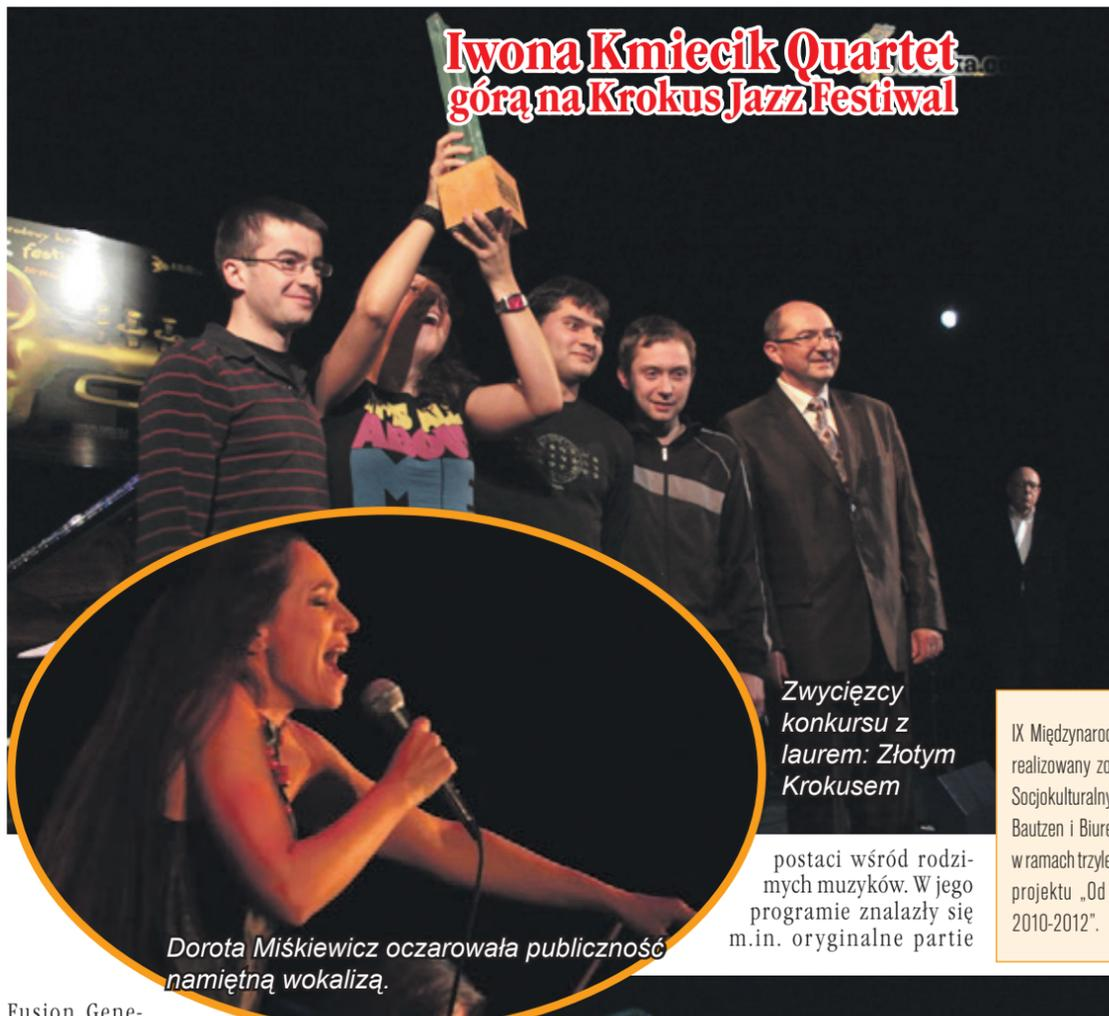 Iwona Kmiecik Quartet
górą na Krokus Jazz Festiwal
ABOVE
ME
Zwycięzcy
konkursu z
laurem: Złotym
Krokusem
Dorota Miśkiewicz oczarowała publiczność
namiętną wokalizą.
postaci wśród rodzi-
mych muzyków. W jego
programie znalazły się
m.in. oryginalne partie
IX Międzynarod
realizowany zo
Socjokulturalny
Bautzen i Biure
w ramach trzyle
projektu „Od
2010-2012”.
Fusion Gene-